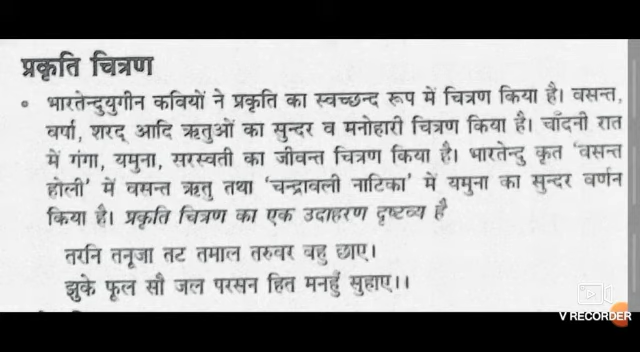 प्रकृति चित्रण
• भारतेन्दुयुगीन कवियों ने प्रकृति का स्वच्छन्द रूप में चित्रण किया है। वसन्त,
वर्षा, शरद् आदि ऋतुओं का सुन्दर व मनोहारी चित्रण किया है। चाँदनी रात
में गंगा, यमुना, सरस्वती का जीवन्त चित्रण किया है। भारतेन्दु कृत ‘वसन्त
होली’ में वसन्त ऋतु तथा ‘चन्द्रावली नाटिका’ में यमुना का सुन्दर वर्णन
किया है। प्रकृति चित्रण का एक उदाहरण दृष्टव्य है
तरनि तनूजा तट तमाल तरुवर वहु छाए।
झुके फूल सौ जल परसन हित मनहुँ सुहाए।।
V RECORDER